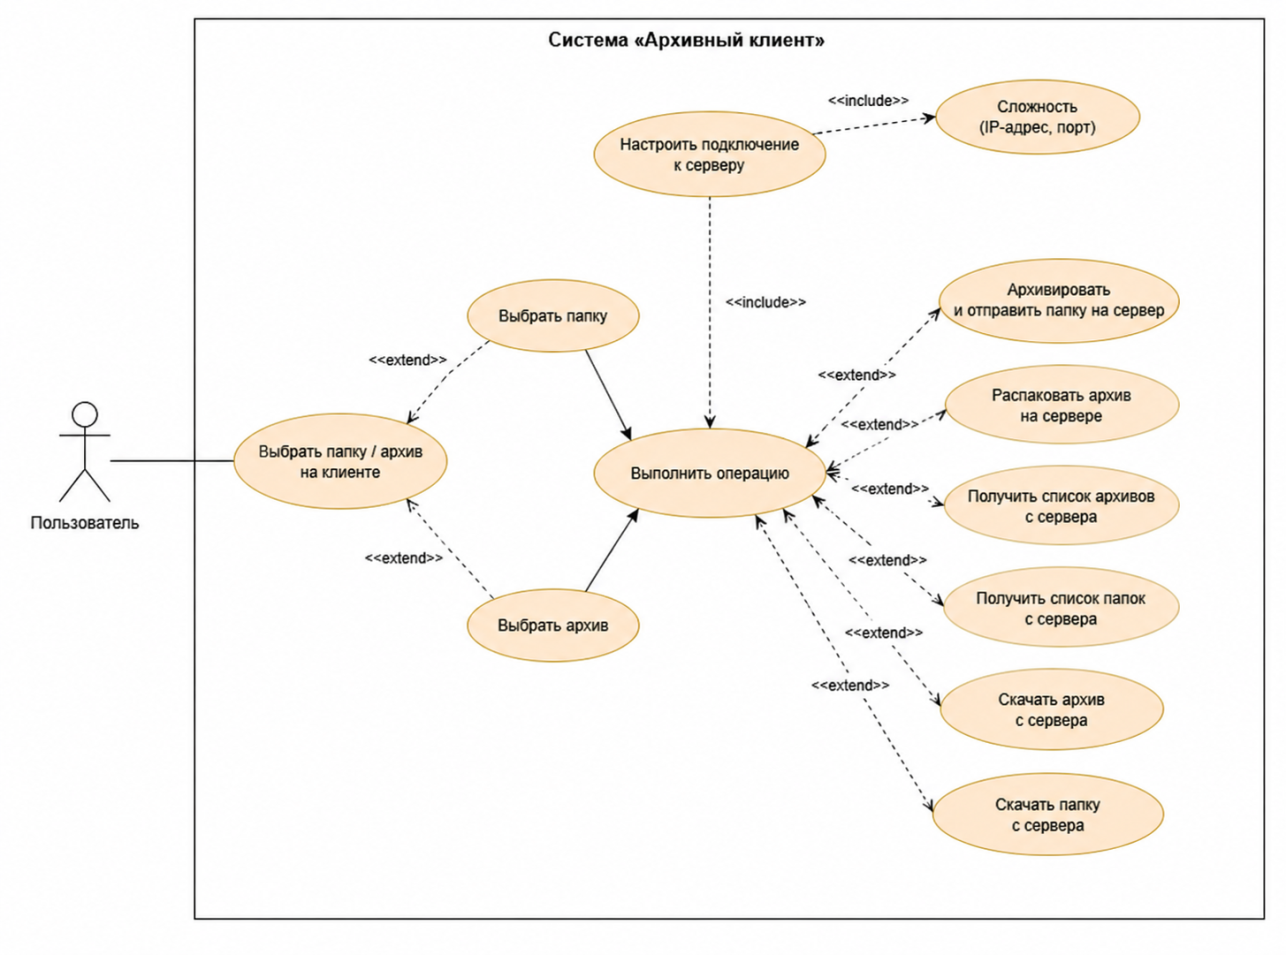 Система «Архивный клиент»
<<include>>
Сложность
(IP-адрес, порт)
Настроить подключение
к серверу
<<include>>
Архивировать
и отправить папку на сервер
Выбрать папку
<<extend>>
<<extend>>
Распаковать архив
на сервере
<<extend>>
Выбрать папку / архив
на клиенте
Выполнить операцию
<<extend>>
Получить список архивов
с сервера
Пользователь
<<extend>>
<<extend>>
Получить список папок
с сервера
Выбрать архив
<<extend>>
<<extend>>
Скачать архив
с сервера
Скачать папку
с сервера